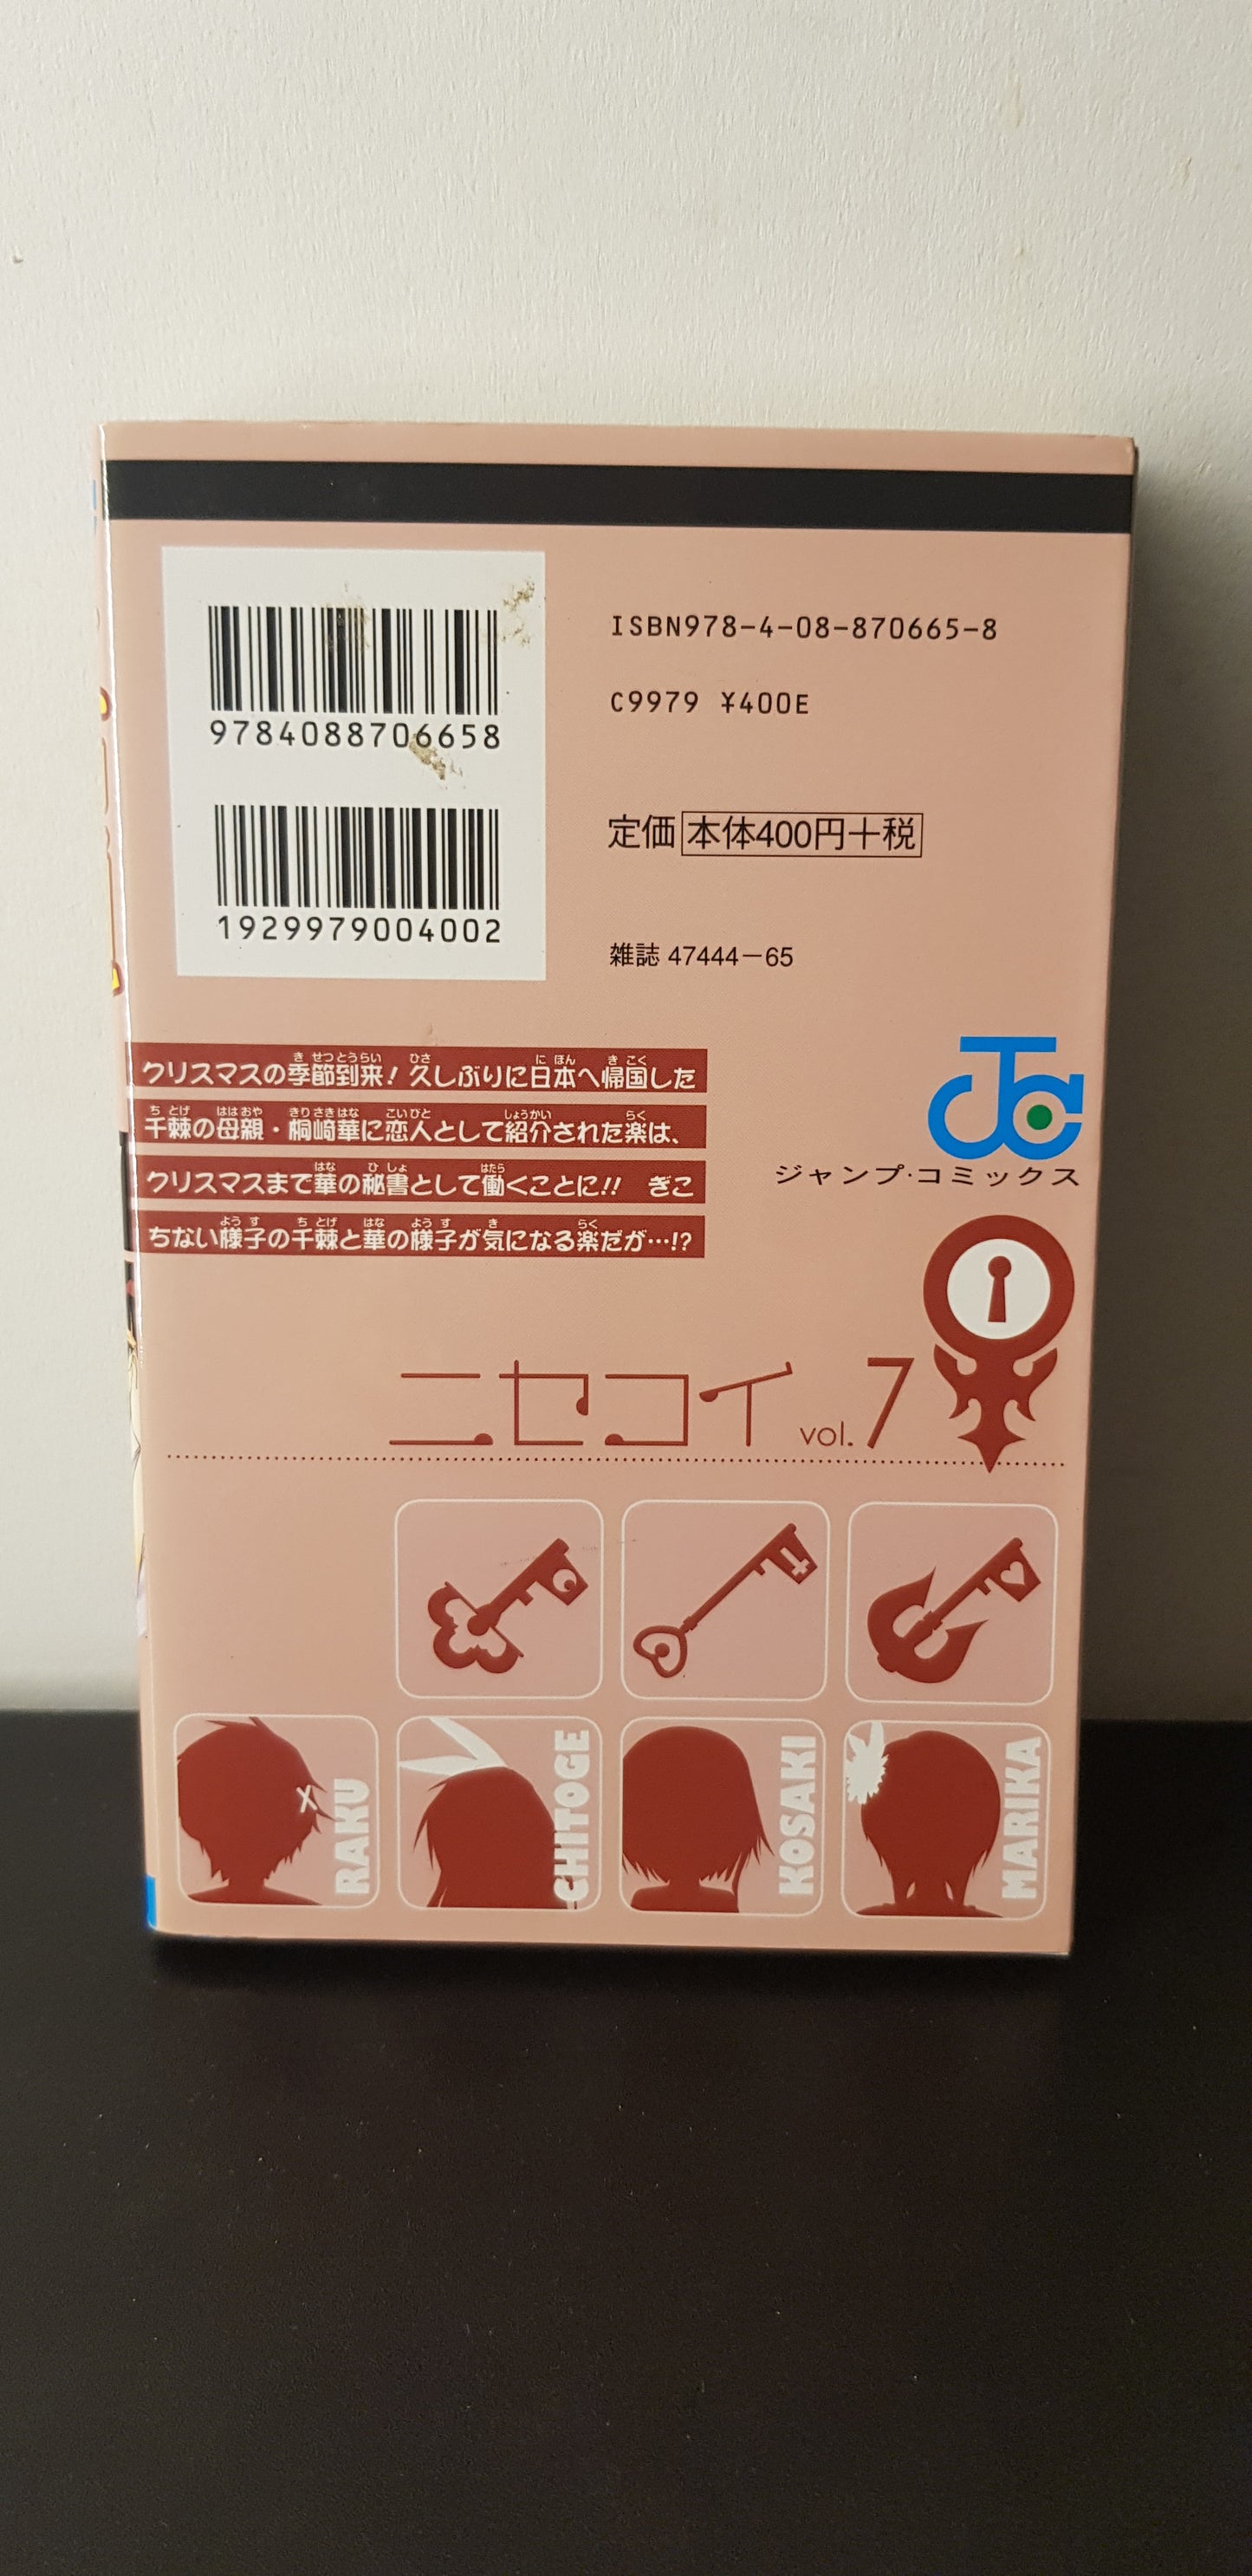 9784088706658
1929979004002
ISBN978-4-08-870665-8
C9979 ¥400E
定価 本体400円+税
雑誌 47444-65
クリスマスの季節到来! 久しぶりに日本へ帰国した
千棘の母親・桐崎華に恋人として紹介された楽は、
クリスマスまで華の秘書として働くことに!! ぎこ
ちない様子の千棘と華の様子が気になる楽だが…!?
JC
ジャンプ・コミックス
ニセコイ vol.7
RAKU
CHITOGE
KOSAKI
MARIKA